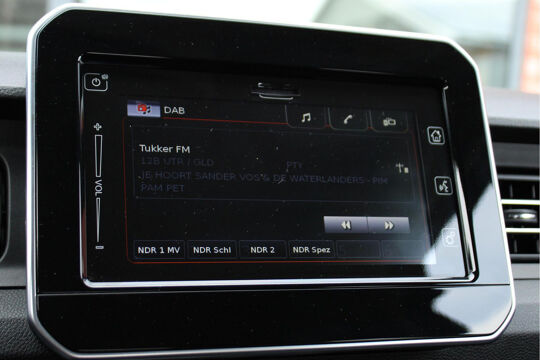 DAB
Tukker FM
12B UTR / GLD PTY
JE HOORT SANDER VOS & DE WATERLANDERS - PIM
PAM PET
VOL
NDR 1 MV NDR Schl NDR 2 NDR Spez